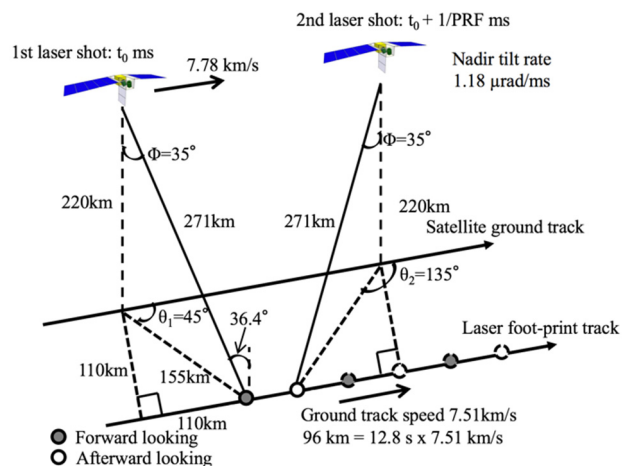 2nd laser shot: t0 + 1/PRF ms
1st laser shot: t0 ms
7.78 km/s
Nadir tilt rate
1.18 μrad/ms
Φ=35°
Φ=35°
220km
271km
271km
220km
Satellite ground track
θ1=45°
36.4°
θ2=135°
110km
155km
Laser foot-print track
110km
Ground track speed 7.51km/s
96 km = 12.8 s x 7.51 km/s
Forward looking
Afterward looking